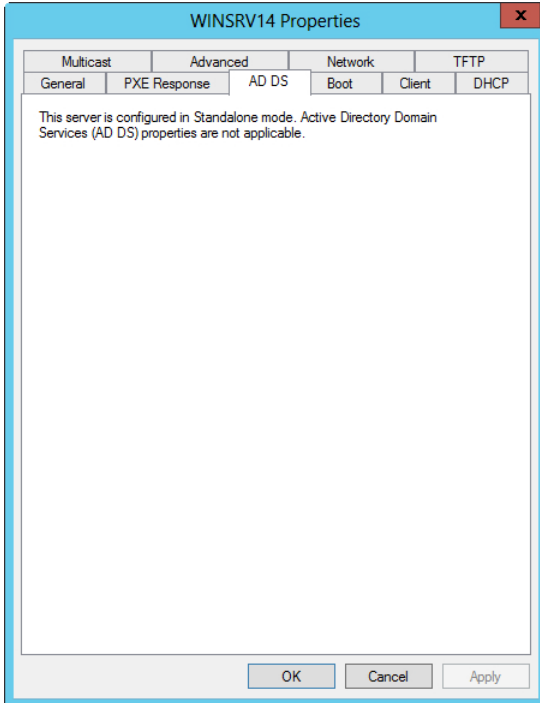 WINSRV14 Properties
x
Multicast Advanced Network TFTP
General PXE Response AD DS Boot Client DHCP
This server is configured in Standalone mode. Active Directory Domain
Services (AD DS) properties are not applicable.
OK Cancel Apply